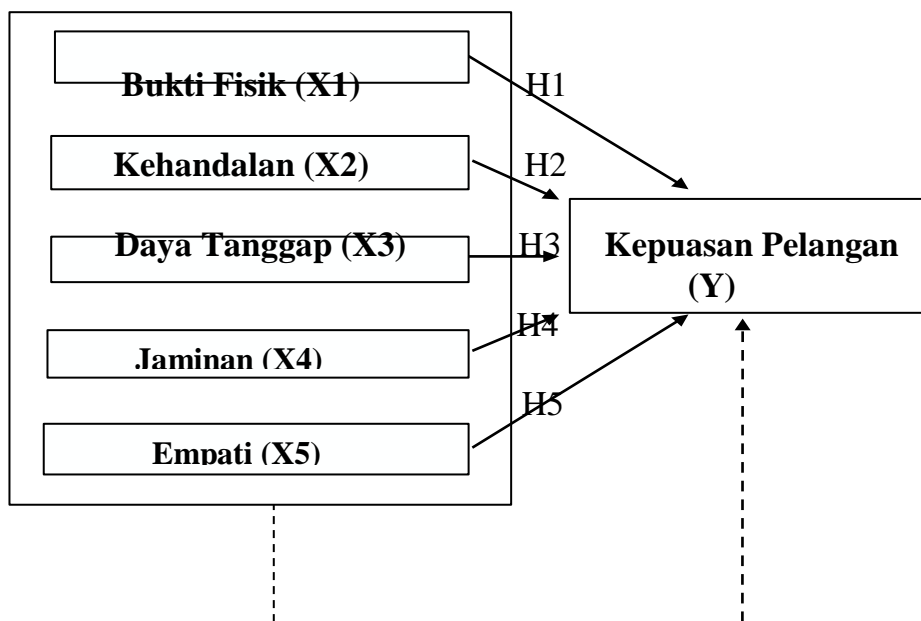 Bukti Fisik (X1)
H1
Kehandalan (X2)
H2
Daya Tanggap (X3)
H3
Kepuasan Pelangan
(Y)
Jaminan (X4)
H4
Empati (X5)
H5